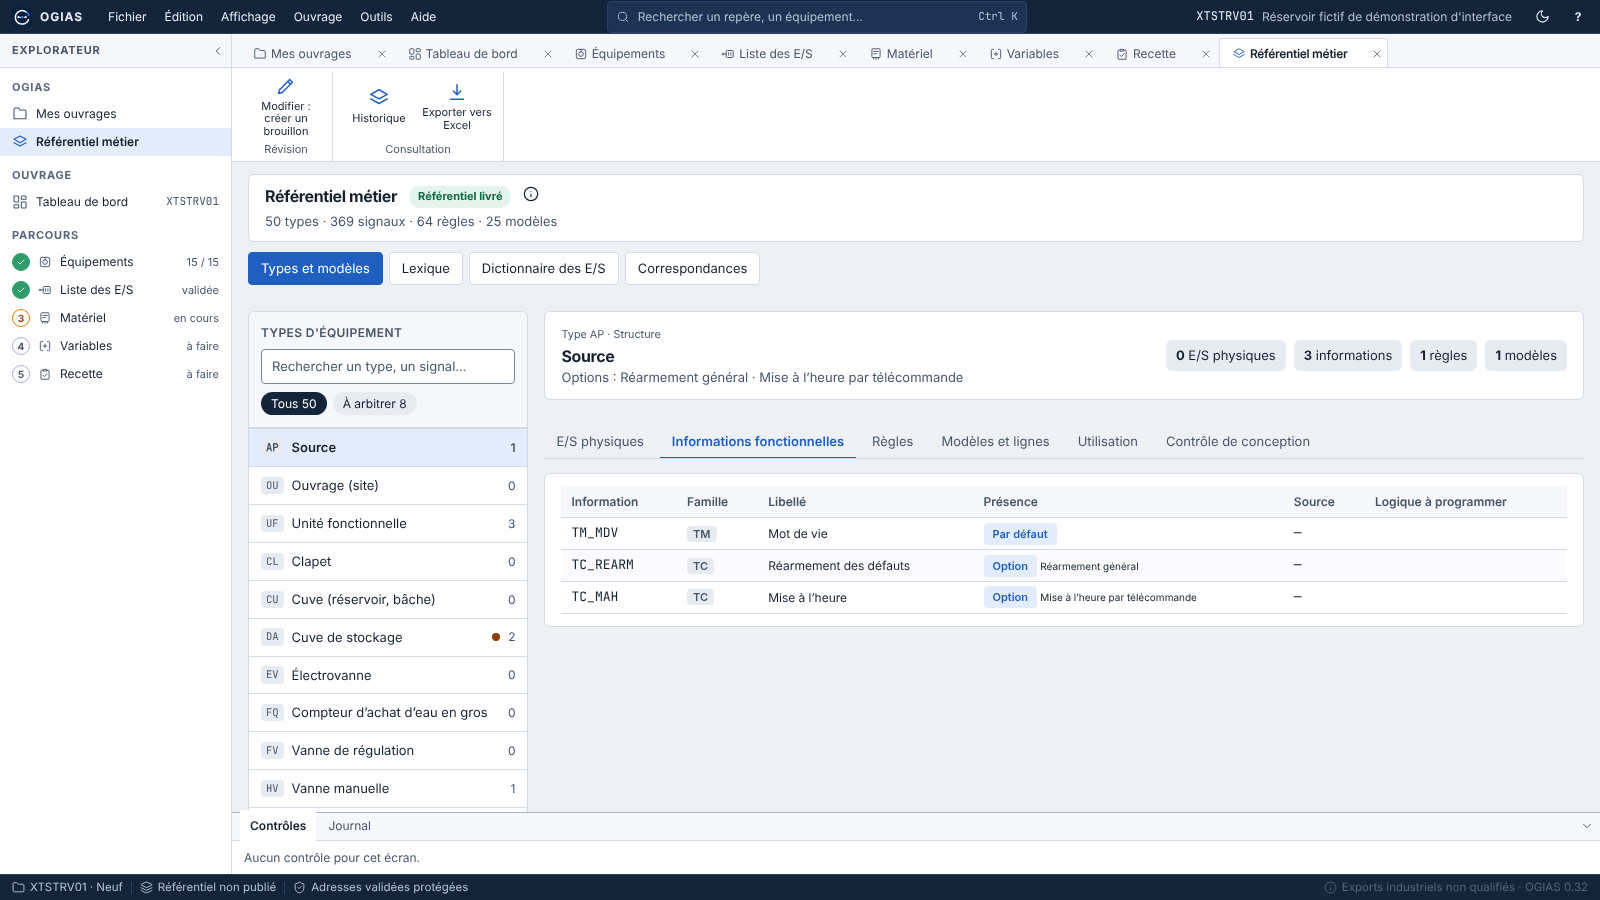 OGIAS Fichier Édition Affichage Ouvrage Outils Aide Rechercher un repère, un équipement... Ctrl K XTSTRV01 Réservoir fictif de démonstration d'interface ?
EXPLORATEUR
Mes ouvrages Tableau de bord Équipements Liste des E/S Matériel Variables Recette Référentiel métier
OGIAS
Mes ouvrages
Référentiel métier
OUVRAGE
Tableau de bord XTSTRV01
PARCOURS
Équipements 15 / 15
Liste des E/S validée
3 Matériel en cours
4 Variables à faire
5 Recette à faire
Modifier :
créer un
brouillon
Révision
Historique
Exporter vers
Excel
Consultation
Référentiel métier Référentiel livré
50 types · 369 signaux · 64 règles · 25 modèles
Types et modèles Lexique Dictionnaire des E/S Correspondances
TYPES D'ÉQUIPEMENT
Rechercher un type, un signal...
Tous 50 À arbitrer 8
AP Source 1
OU Ouvrage (site) 0
UF Unité fonctionnelle 3
CL Clapet 0
CU Cuve (réservoir, bâche) 0
DA Cuve de stockage 2
EV Électrovanne 0
FQ Compteur d’achat d’eau en gros 0
FV Vanne de régulation 0
HV Vanne manuelle 1
Type AP · Structure
Source
Options : Réarmement général · Mise à l’heure par télécommande
0 E/S physiques 3 informations 1 règles 1 modèles
E/S physiques Informations fonctionnelles Règles Modèles et lignes Utilisation Contrôle de conception
Information Famille Libellé Présence Source Logique à programmer
TM_MDV TM Mot de vie Par défaut —
TC_REARM TC Réarmement des défauts Option Réarmement général —
TC_MAH TC Mise à l’heure Option Mise à l’heure par télécommande —
Contrôles Journal
Aucun contrôle pour cet écran.
XTSTRV01 · Neuf Référentiel non publié Adresses validées protégées Exports industriels non qualifiés · OGIAS 0.32